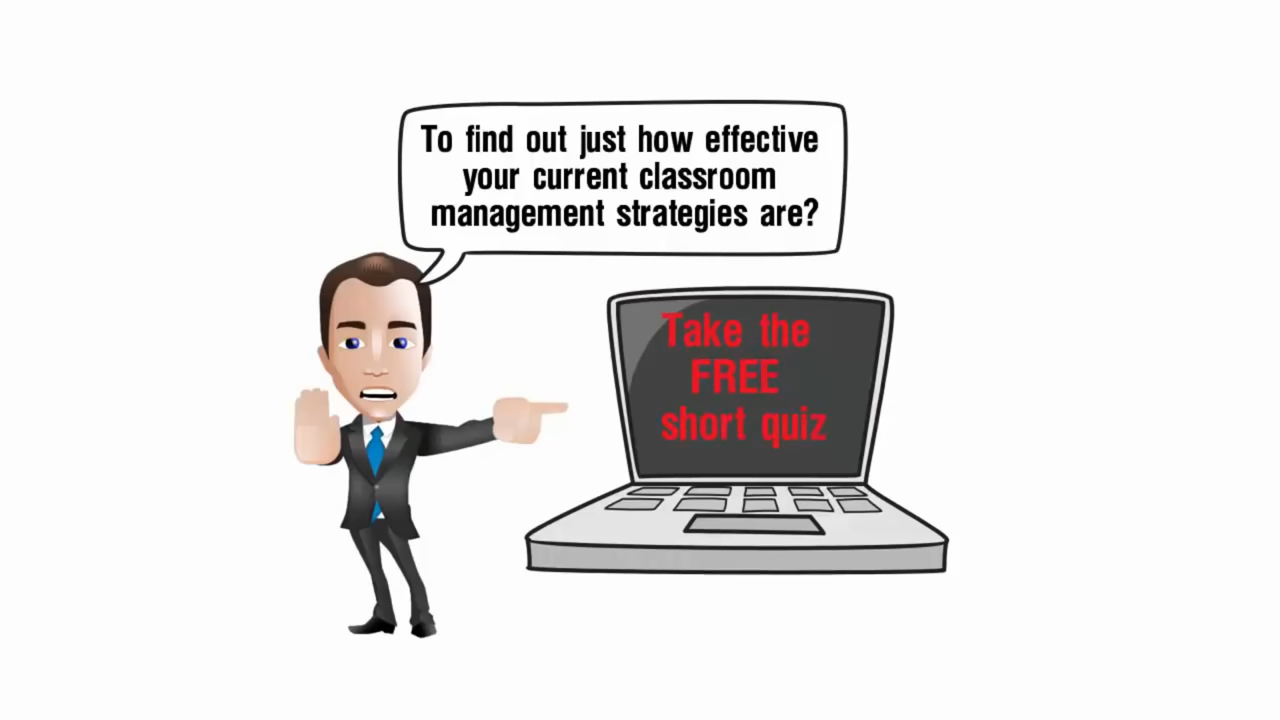 To find out just how effective
your current classroom
management strategies are?
Take the
FREE
short quiz